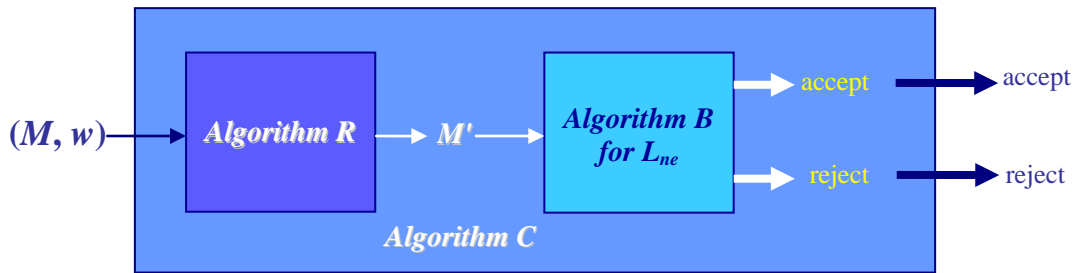 (M, w)
Algorithm R
M'
Algorithm B
for Lne
accept
accept
reject
reject
Algorithm C